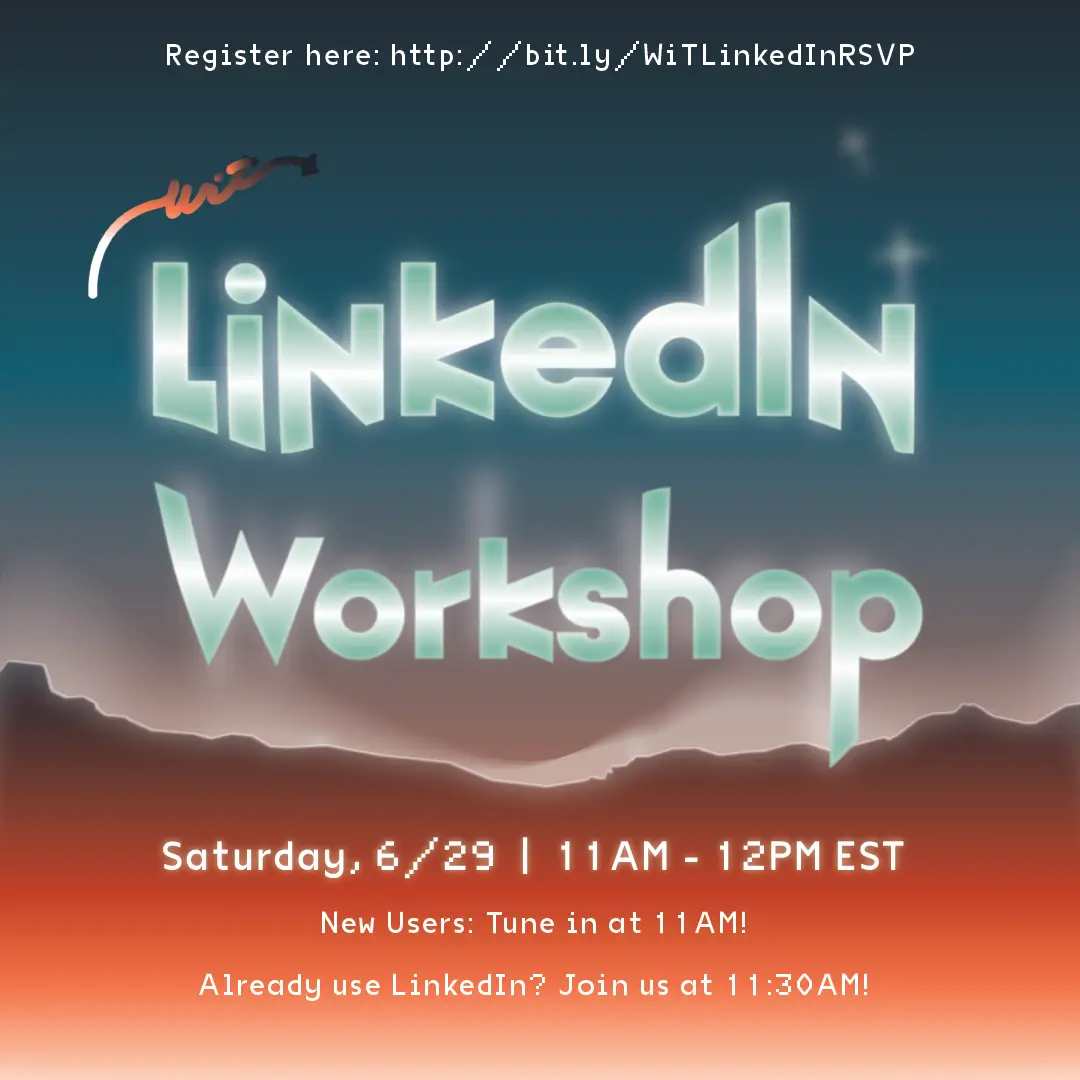 Register here: http://bit.ly/WiTLinkedInRSVP
wit
LinkedIn
Workshop
Saturday, 6/29 | 11AM - 12PM EST
New Users: Tune in at 11AM!
Already use LinkedIn? Join us at 11:30AM!